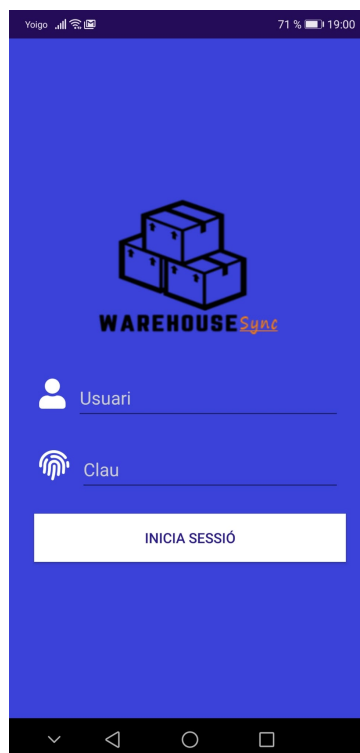 Yoigo 71 % 19:00
WAREHOUSE Sync
Usuari
Clau
INICIA SESSIÓ